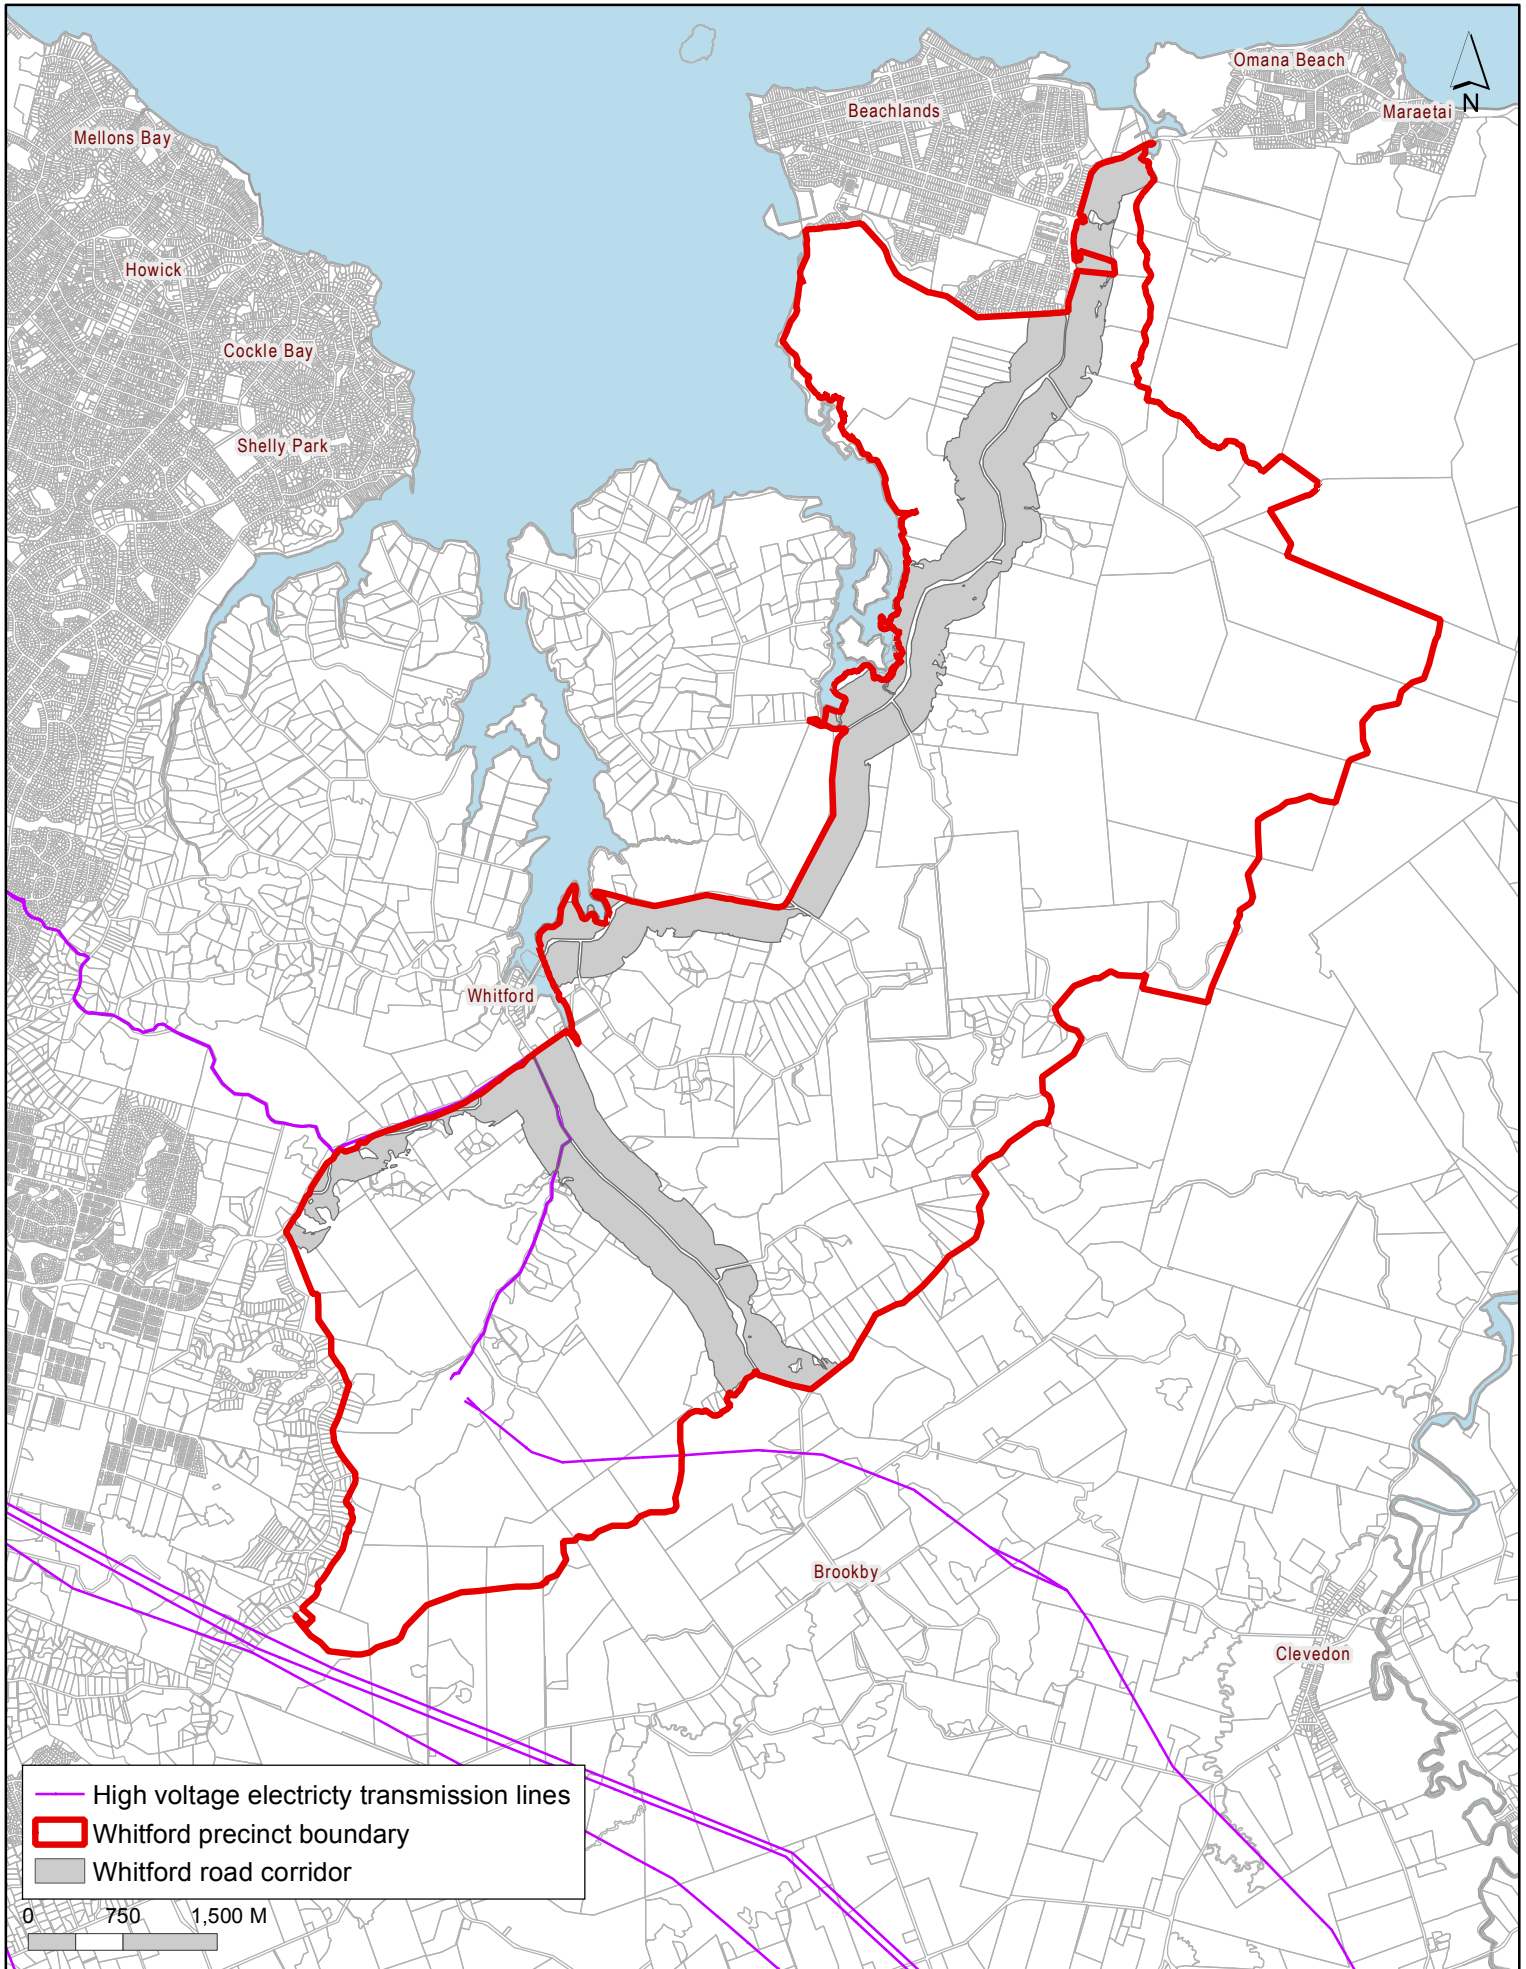 Omana Beach
N
Beachlands
Maraetai
Mellons Bay
Howick
Cockle Bay
Shelly Park
Whitford
Brookby
Clevedon
High voltage electricty transmission lines
Whitford precinct boundary
Whitford road corridor
0 750 1,500 M